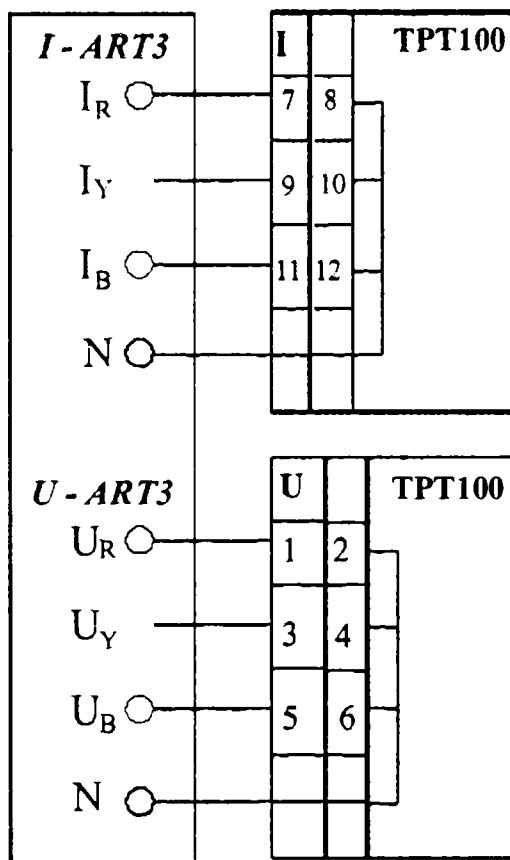 I - ART3 I TPT100
I_R 7 8
I_Y 9 10
I_B 11 12
N
U - ART3 U TPT100
U_R 1 2
U_Y 3 4
U_B 5 6
N